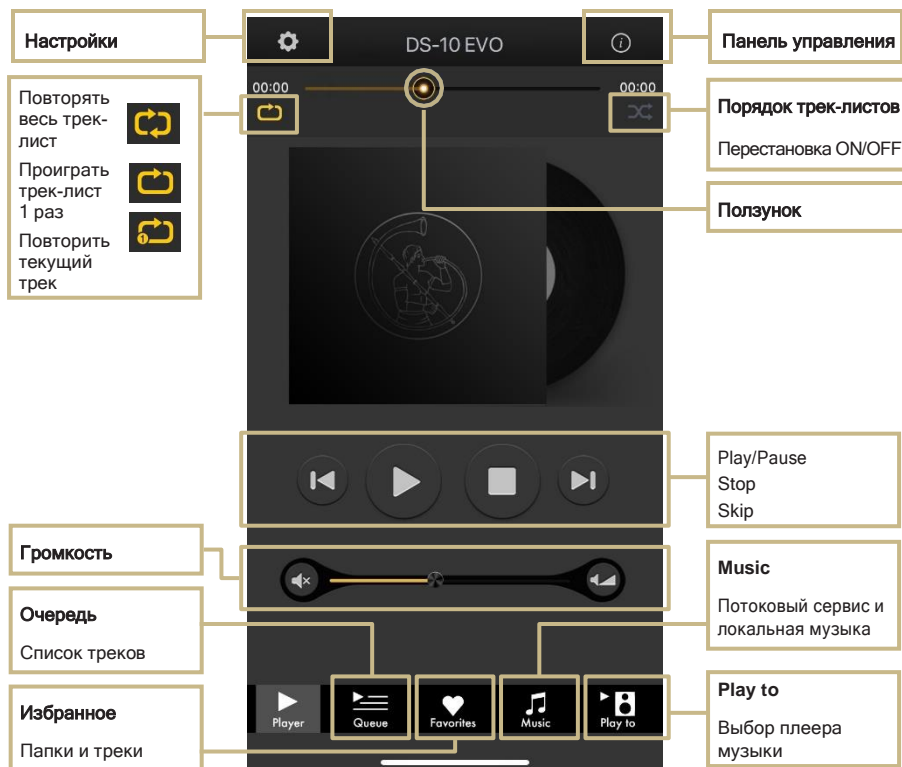 Настройки
DS-10 EVO
Панель управления
00:00
00:00
Повторять
весь трек-
лист
Проиграть
трек-лист
1 раз
Повторить
текущий
трек
1
Порядок трек-листов
Перестановка ON/OFF
Ползунок
Play/Pause
Stop
Skip
Громкость
Очередь
Список треков
Избранное
Папки и треки
Music
Потоковый сервис и
локальная музыка
Play to
Выбор плеера
музыки
Player
Queue
Favorites
Music
Play to